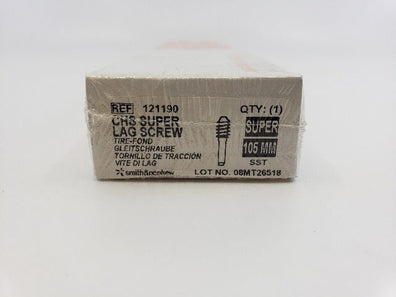 REF 121190 QTY: (1)
CHS SUPER
LAG SCREW
SUPER
TIRE-FOND
GLEITSCHRAUBE
105 MM
TORNILLO DE TRACCIÓN
VITE DI LAG
SST
smith&nephew LOT NO. 08MT26518